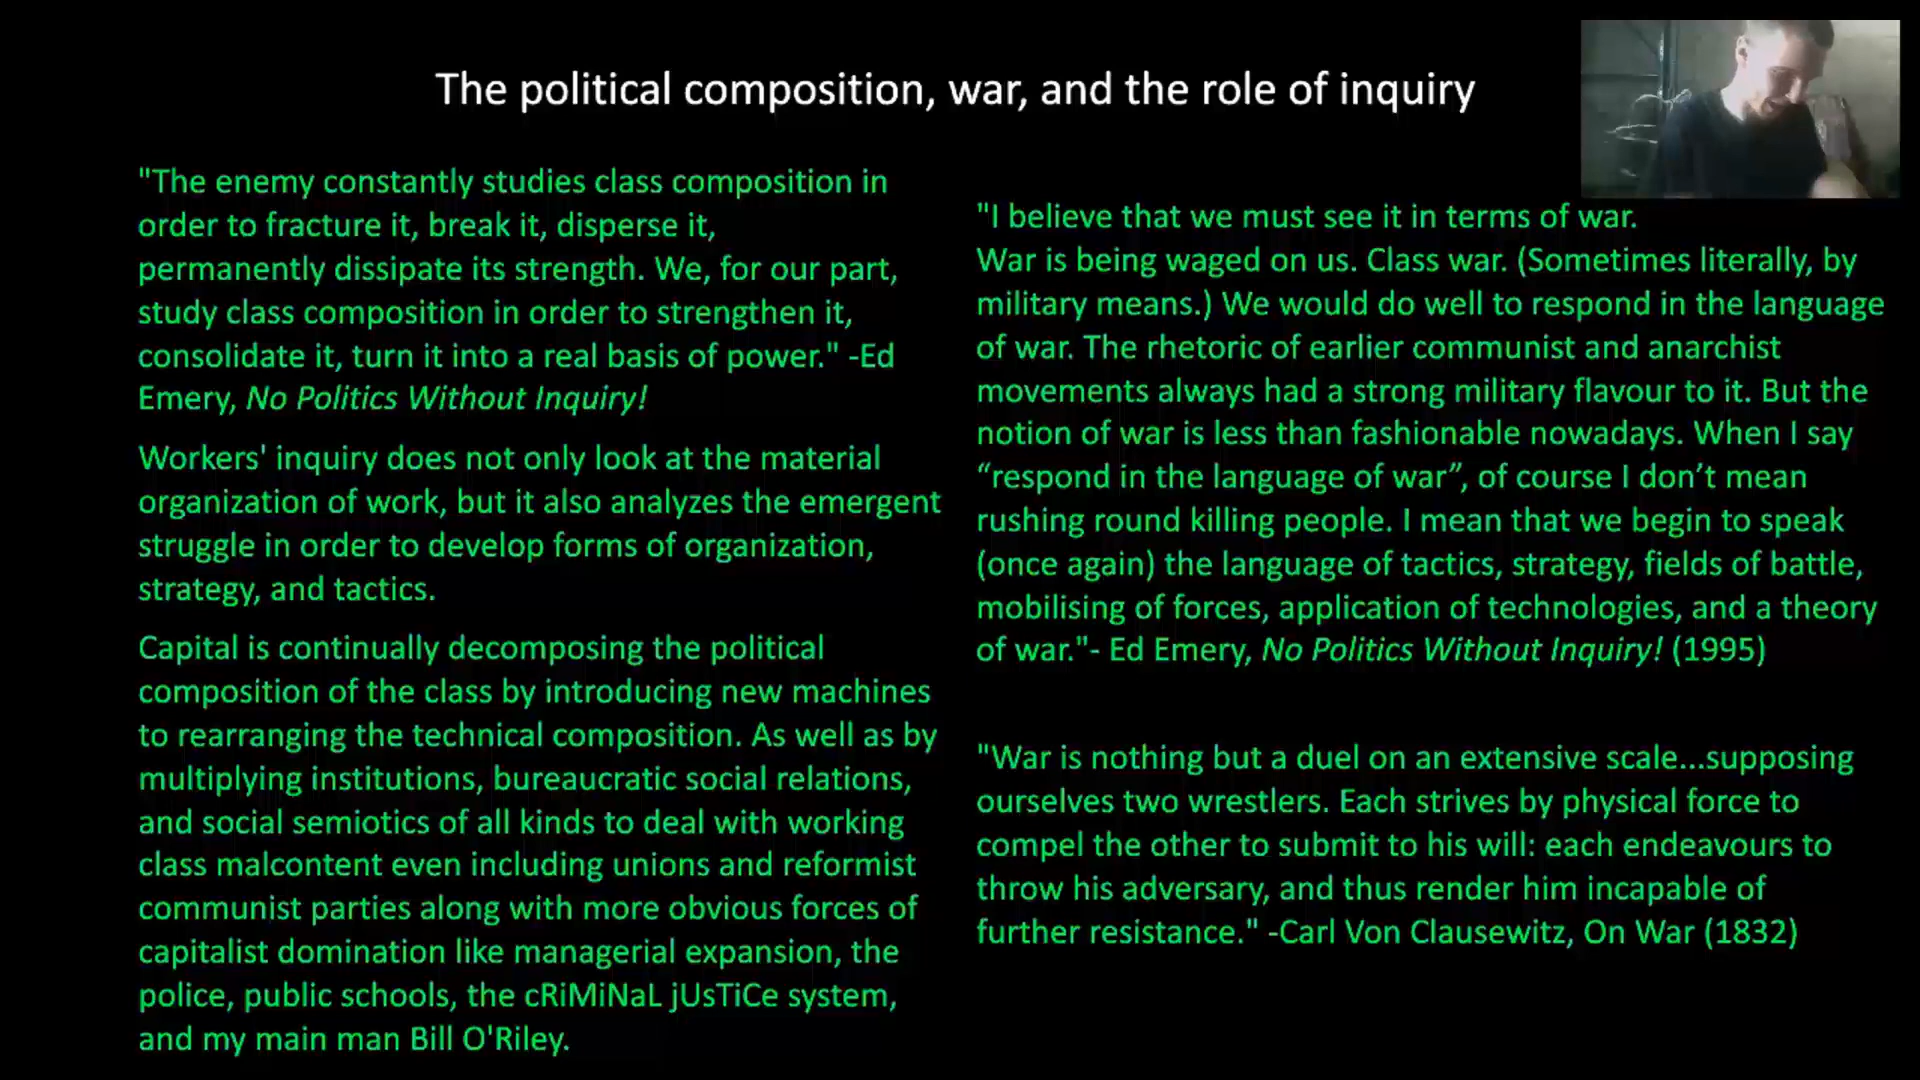 The political composition, war, and the role of inquiry
"The enemy constantly studies class composition in
order to fracture it, break it, disperse it,
permanently dissipate its strength. We, for our part,
study class composition in order to strengthen it,
consolidate it, turn it into a real basis of power." -Ed
Emery, No Politics Without Inquiry!
Workers' inquiry does not only look at the material
organization of work, but it also analyzes the emergent
struggle in order to develop forms of organization,
strategy, and tactics.
Capital is continually decomposing the political
composition of the class by introducing new machines
to rearranging the technical composition. As well as by
multiplying institutions, bureaucratic social relations,
and social semiotics of all kinds to deal with working
class malcontent even including unions and reformist
communist parties along with more obvious forces of
capitalist domination like managerial expansion, the
police, public schools, the cRiMiNaL jUsTiCe system,
and my main man Bill O'Riley.
"I believe that we must see it in terms of war.
War is being waged on us. Class war. (Sometimes literally, by
military means.) We would do well to respond in the language
of war. The rhetoric of earlier communist and anarchist
movements always had a strong military flavour to it. But the
notion of war is less than fashionable nowadays. When I say
“respond in the language of war”, of course I don’t mean
rushing round killing people. I mean that we begin to speak
(once again) the language of tactics, strategy, fields of battle,
mobilising of forces, application of technologies, and a theory
of war."- Ed Emery, No Politics Without Inquiry! (1995)
"War is nothing but a duel on an extensive scale...supposing
ourselves two wrestlers. Each strives by physical force to
compel the other to submit to his will: each endeavours to
throw his adversary, and thus render him incapable of
further resistance." -Carl Von Clausewitz, On War (1832)